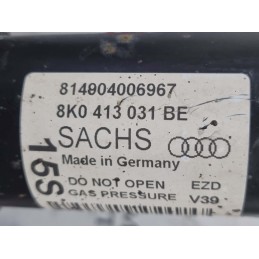 814904006967
8K0 413 031 BE
SACHS
Made in Germany
15S
DO NOT OPEN EZD
GAS PRESSURE V39